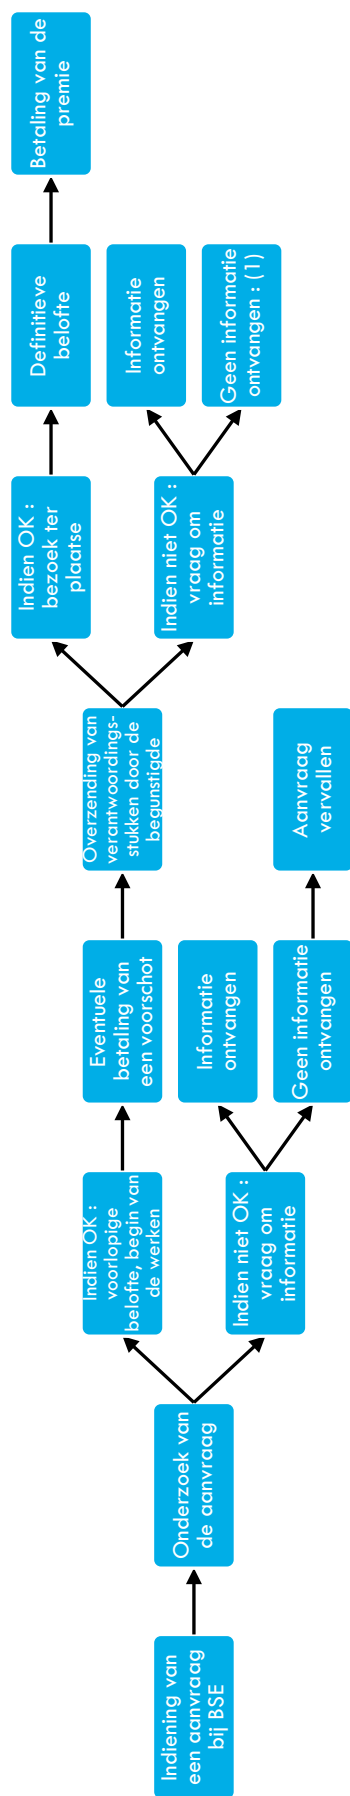 Indiening van
een aanvraag
bij BSE
Onderzoek van
de aanvraag
Indien OK :
voorlopige
belofte, begin van
de werken
Indien niet OK :
vraag om
informatie
Eventuele
betaling van
een voorschot
Informatie
ontvangen
Geen informatie
ontvangen
Overzending van
verantwoordings-
stukken door de
begunstigde
Aanvraag
vervallen
Indien OK :
bezoek ter
plaatse
Indien niet OK :
vraag om
informatie
Definitieve
belofte
Informatie
ontvangen
Geen informatie
ontvangen : (1)
Betaling van de
premie